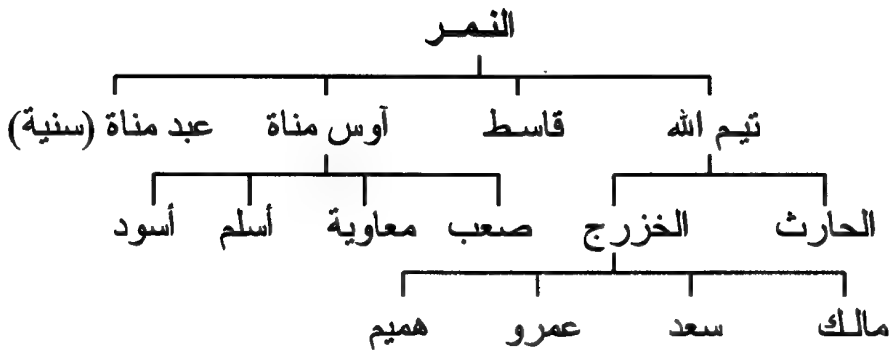 النمر
تيم الله قاسط آوس مناة عبد مناة (سنية)
الحارث الخزرج صعب معاوية أسلم أسود
مالك سعد عمرو هميم